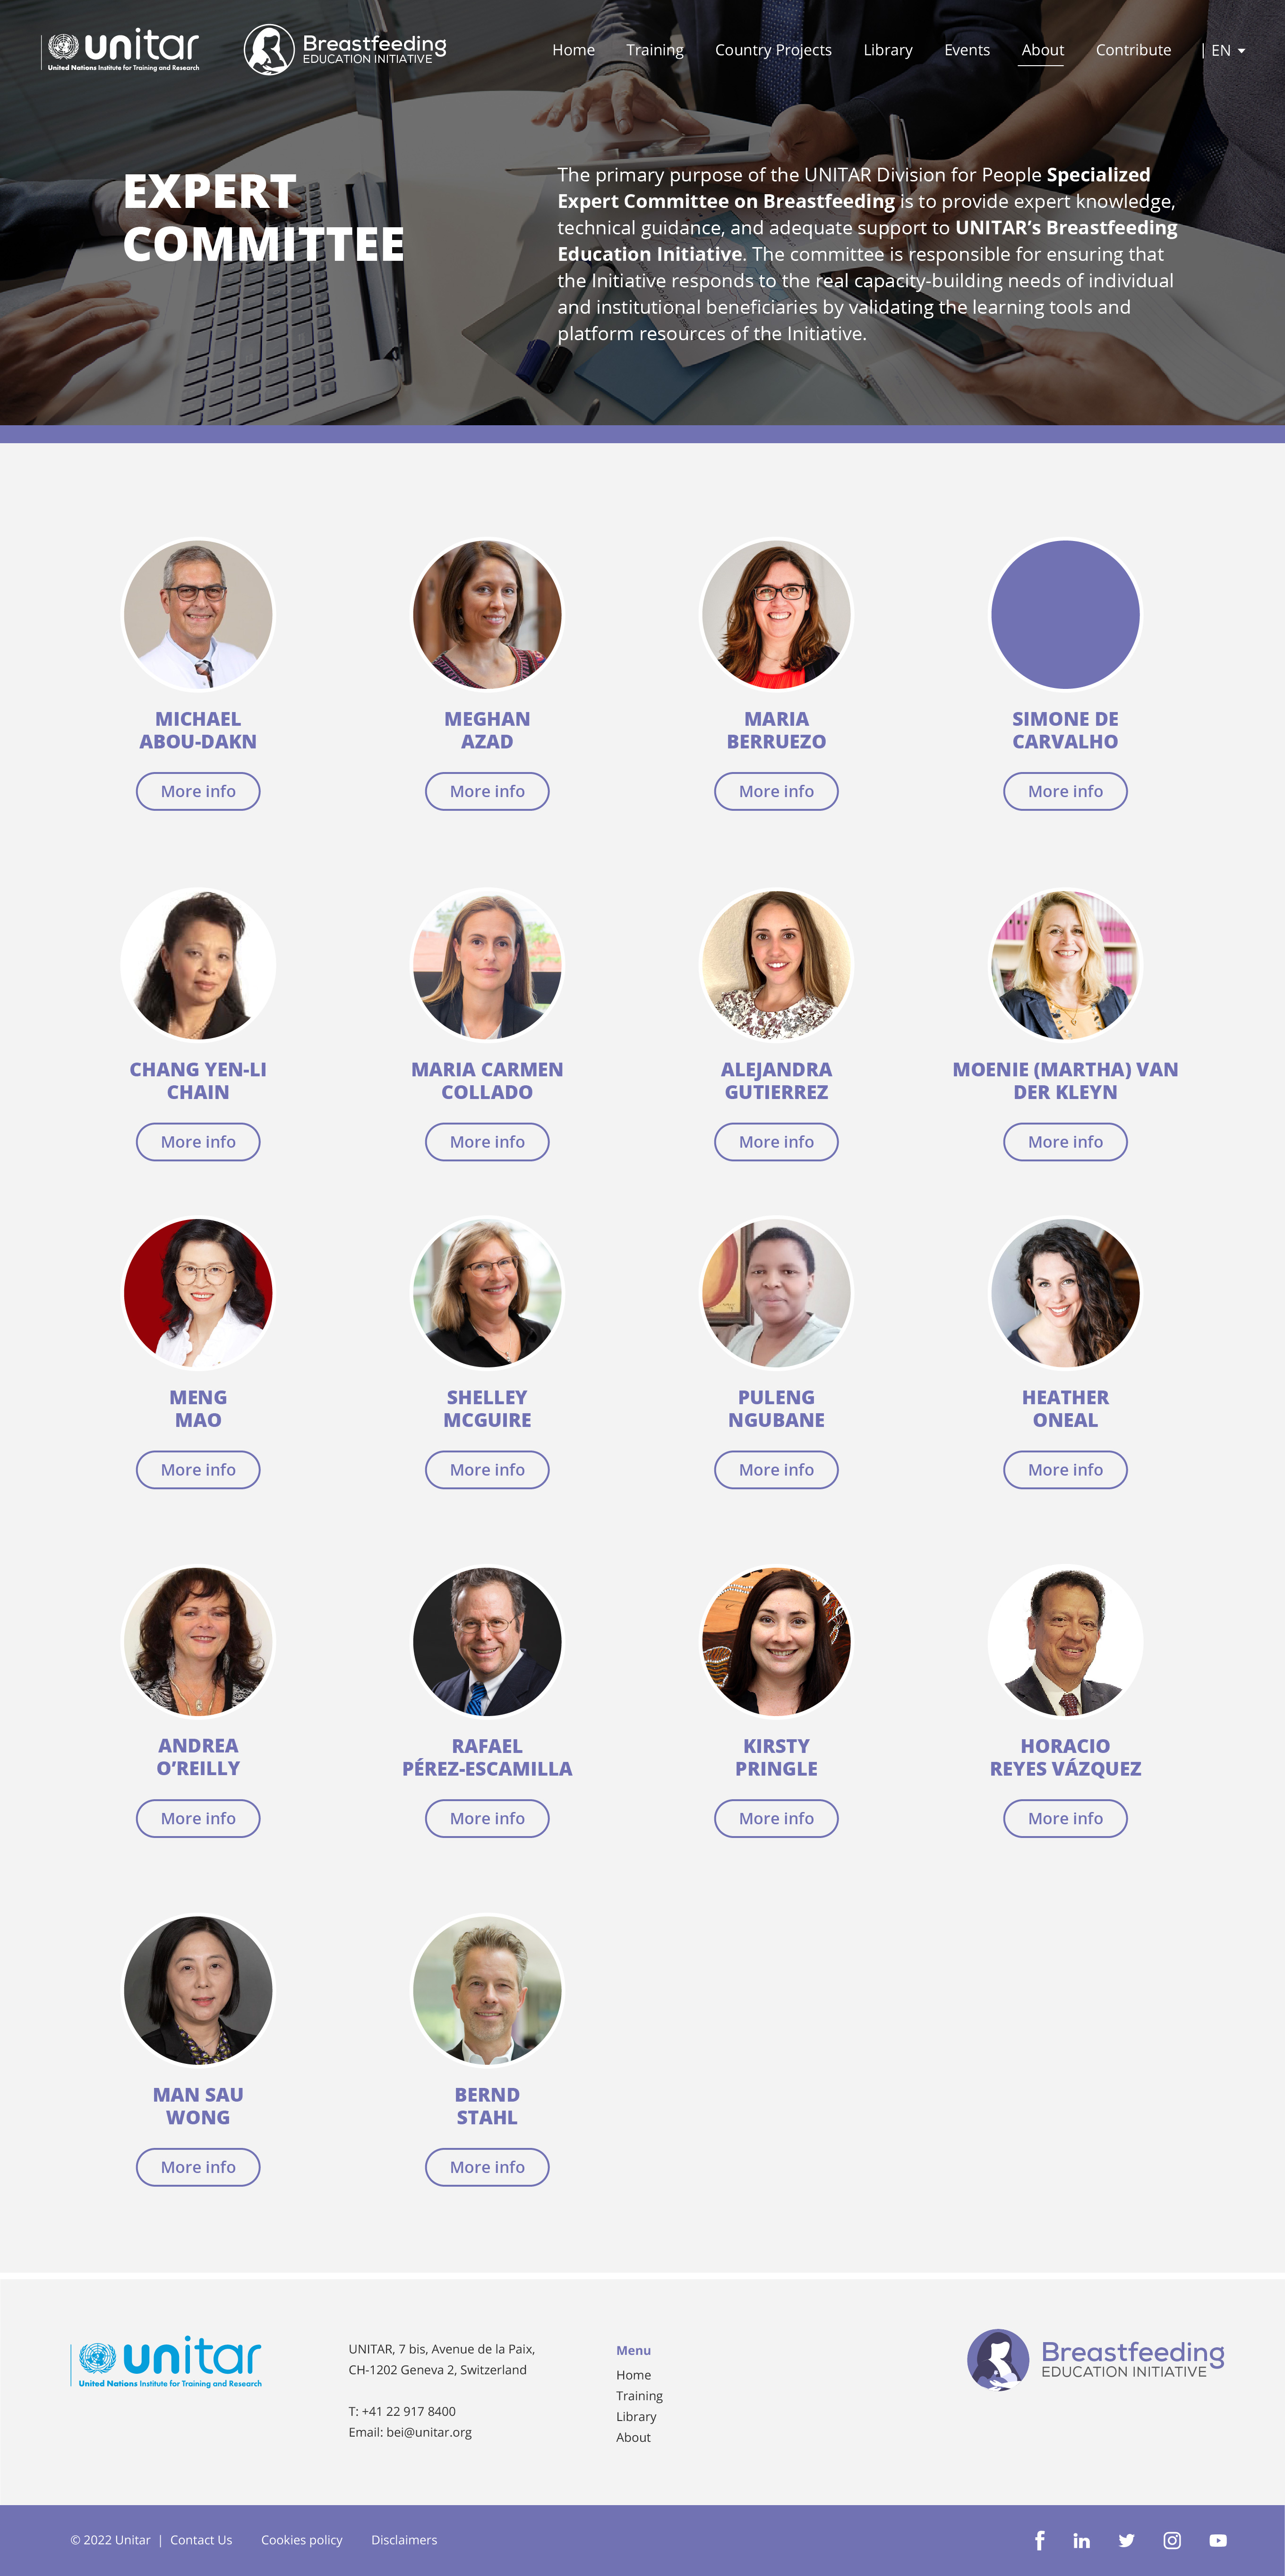 unitar
United Nations Institute for Training and Research
Breastfeeding
EDUCATION INITIATIVE
Home Training Country Projects Library Events About Contribute | EN
EXPERT
COMMITTEE
The primary purpose of the UNITAR Division for People Specialized
Expert Committee on Breastfeeding is to provide expert knowledge,
technical guidance, and adequate support to UNITAR’s Breastfeeding
Education Initiative. The committee is responsible for ensuring that
the Initiative responds to the real capacity-building needs of individual
and institutional beneficiaries by validating the learning tools and
platform resources of the Initiative.
MICHAEL
ABOU-DAKN
More info
MEGHAN
AZAD
More info
MARIA
BERRUEZO
More info
SIMONE DE
CARVALHO
More info
CHANG YEN-LI
CHAIN
More info
MARIA CARMEN
COLLADO
More info
ALEJANDRA
GUTIERREZ
More info
MOENIE (MARTHA) VAN
DER KLEYN
More info
MENG
MAO
More info
SHELLEY
MCGUIRE
More info
PULENG
NGUBANE
More info
HEATHER
ONEAL
More info
ANDREA
O’REILLY
More info
RAFAEL
PÉREZ-ESCAMILLA
More info
KIRSTY
PRINGLE
More info
HORACIO
REYES VÁZQUEZ
More info
MAN SAU
WONG
More info
BERND
STAHL
More info
unitar
United Nations Institute for Training and Research
UNITAR, 7 bis, Avenue de la Paix,
CH-1202 Geneva 2, Switzerland
T: +41 22 917 8400
Email: bei@unitar.org
Menu
Home
Training
Library
About
Breastfeeding
EDUCATION INITIATIVE
© 2022 Unitar | Contact Us Cookies policy Disclaimers